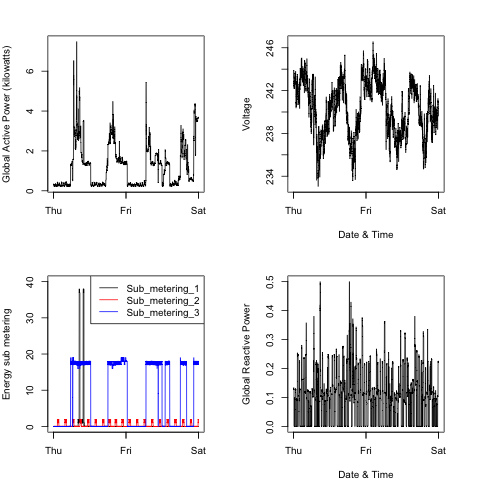 Global Active Power (kilowatts)
0 2 4 6
Thu Fri Sat
Voltage
234 238 242 246
Thu Fri Sat
Date & Time
Energy sub metering
0 10 20 30 40
Sub_metering_1
Sub_metering_2
Sub_metering_3
Thu Fri Sat
Global Reactive Power
0.0 0.1 0.2 0.3 0.4 0.5
Thu Fri Sat
Date & Time